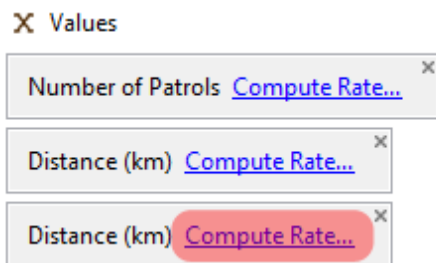 Values
Number of Patrols Compute Rate...
Distance (km) Compute Rate...
Distance (km) Compute Rate...